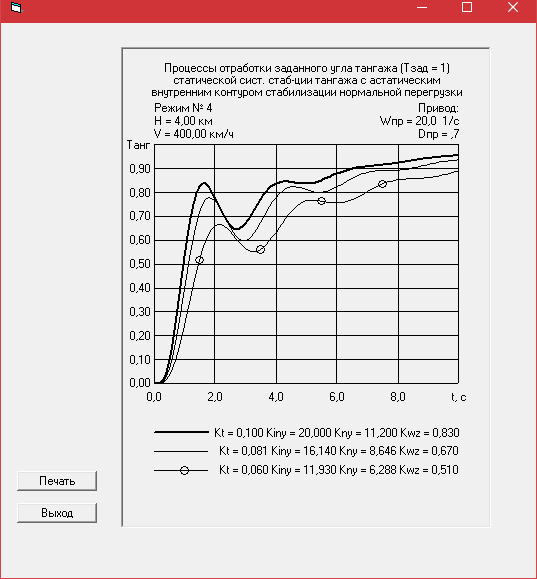 Процессы отработки заданного угла тангажа (Тзад = 1)
статической сист. стаб-ции тангажа с астатическим
внутренним контуром стабилизации нормальной перегрузки
Режим № 4 Привод:
H = 4,00 км Wпр = 20,0 1/с
V = 400,00 км/ч Dпр = ,7
Танг
0,90
0,80
0,70
0,60
0,50
0,40
0,30
0,20
0,10
0,00
0,0 2,0 4,0 6,0 8,0 t, c
Kt = 0,100 Kiny = 20,000 Kny = 11,200 Kwz = 0,830
Kt = 0,081 Kiny = 16,140 Kny = 8,646 Kwz = 0,670
Kt = 0,060 Kiny = 11,930 Kny = 6,288 Kwz = 0,510
Печать
Выход